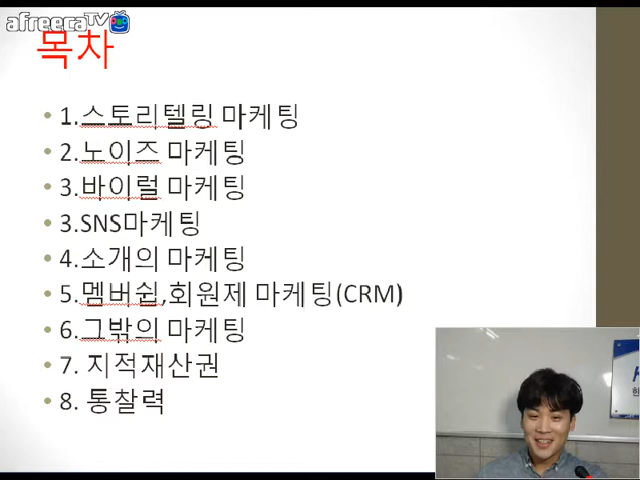 afreecaTV
목차
• 1.스토리텔링 마케팅
• 2.노이즈 마케팅
• 3.바이럴 마케팅
• 3.SNS마케팅
• 4.소개의 마케팅
• 5.멤버쉽,회원제 마케팅(CRM)
• 6.그밖의 마케팅
• 7. 지적재산권
• 8. 통찰력